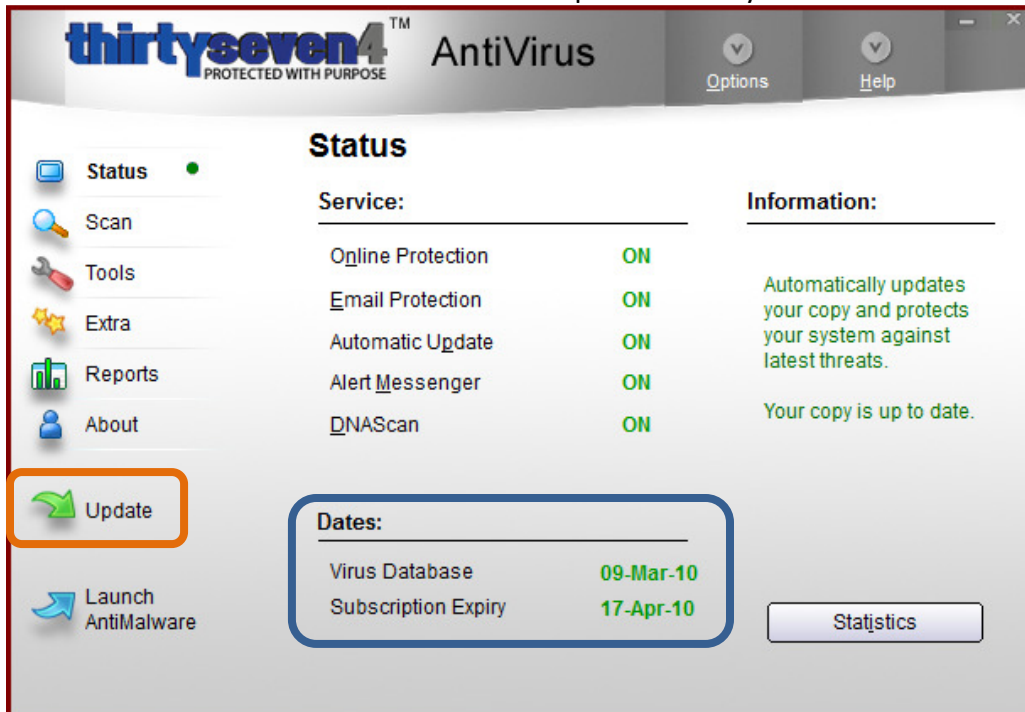 thirtyseven4™ AntiVirus
PROTECTED WITH PURPOSE
Options
Help
Status
Scan
Tools
Extra
Reports
About
Update
Launch
AntiMalware
Status
Service:
Online Protection ON
Email Protection ON
Automatic Update ON
Alert Messenger ON
DNAScan ON
Dates:
Virus Database 09-Mar-10
Subscription Expiry 17-Apr-10
Information:
Automatically updates
your copy and protects
your system against
latest threats.
Your copy is up to date.
Statistics